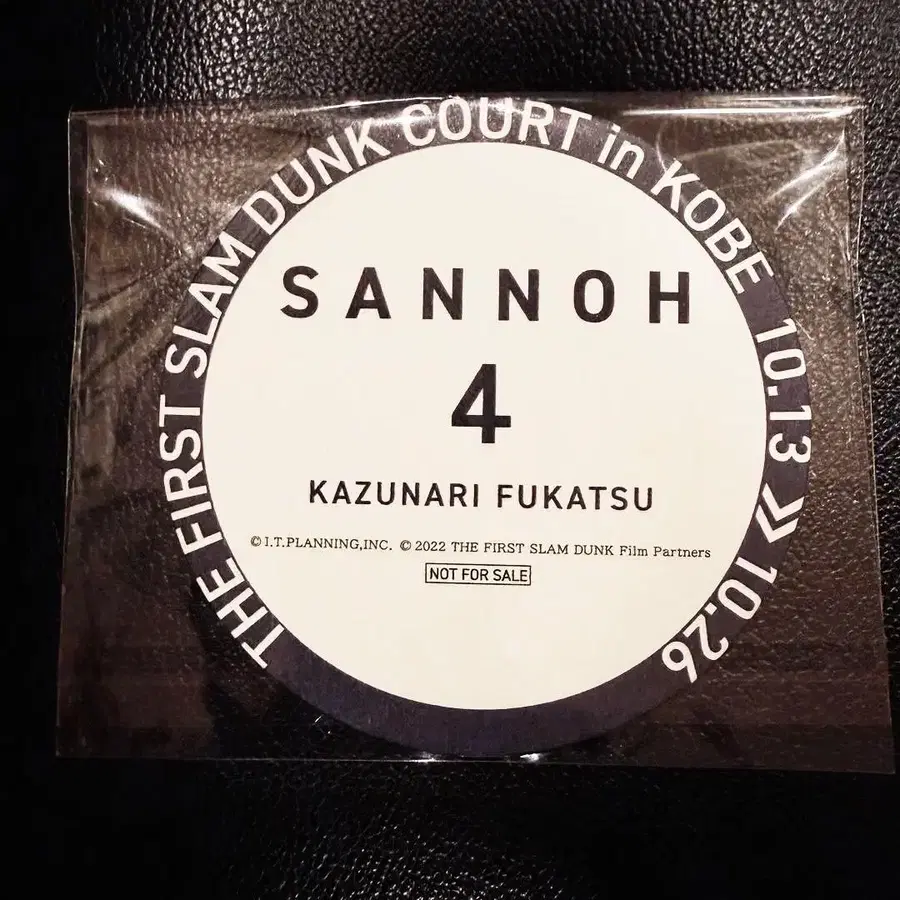 THE FIRST SLAM DUNK COURT in KOBE 10.13 >> 10.26
SANNOH
4
KAZUNARI FUKATSU
© I.T.PLANNING,INC. © 2022 THE FIRST SLAM DUNK Film Partners
NOT FOR SALE